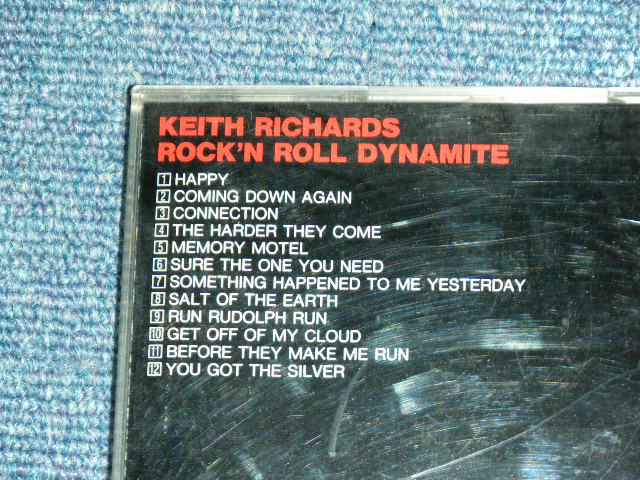 KEITH RICHARDS
ROCK'N ROLL DYNAMITE
1 HAPPY
2 COMING DOWN AGAIN
3 CONNECTION
4 THE HARDER THEY COME
5 MEMORY MOTEL
6 SURE THE ONE YOU NEED
7 SOMETHING HAPPENED TO ME YESTERDAY
8 SALT OF THE EARTH
9 RUN RUDOLPH RUN
10 GET OFF OF MY CLOUD
11 BEFORE THEY MAKE ME RUN
12 YOU GOT THE SILVER